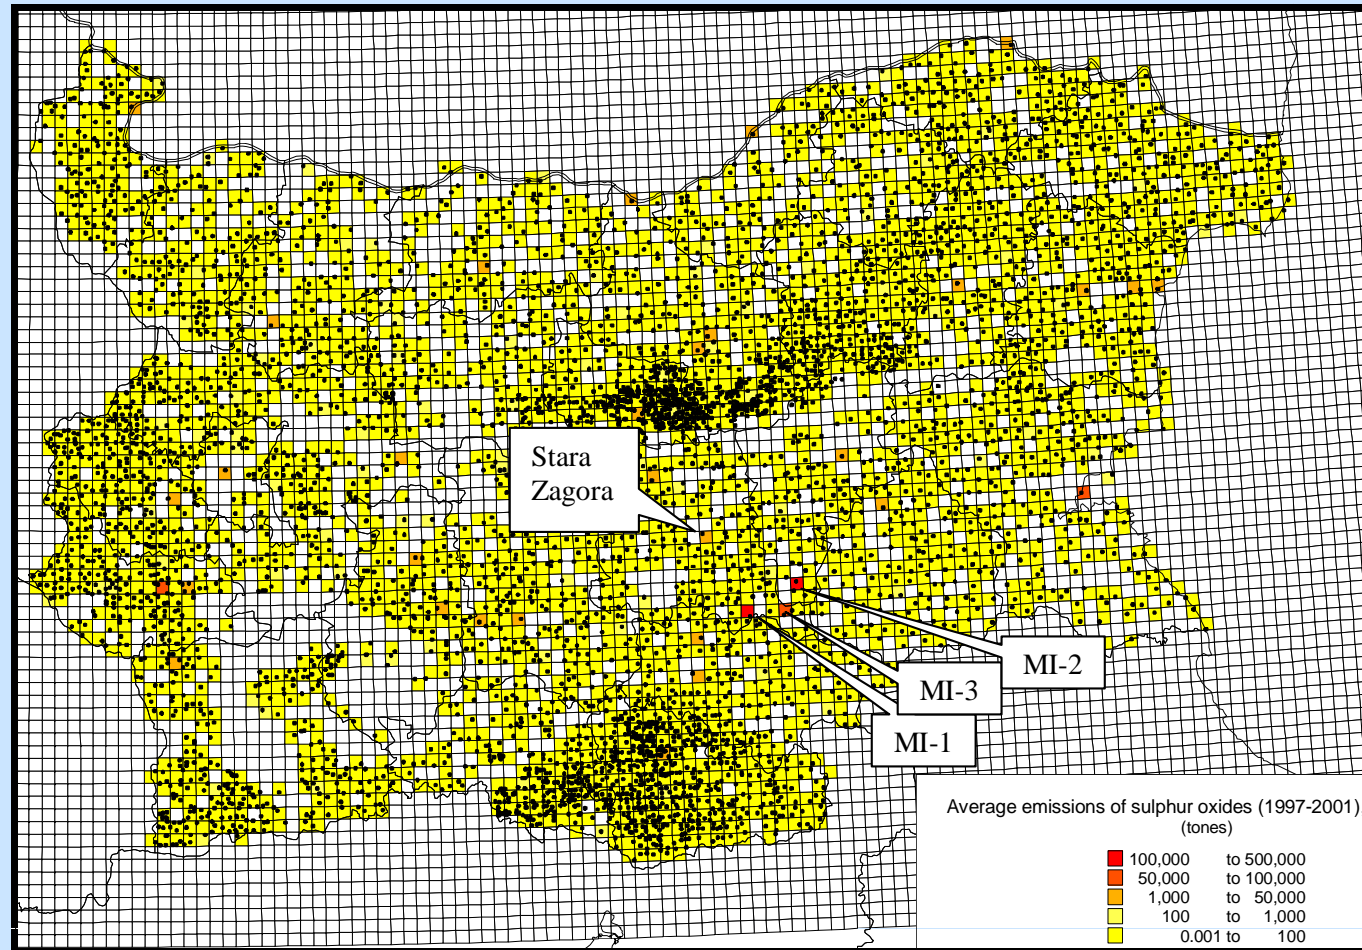 Stara
Zagora
MI-2
MI-3
MI-1
Average emissions of sulphur oxides (1997-2001)
(tones)
100,000 to 500,000
50,000 to 100,000
1,000 to 50,000
100 to 1,000
0.001 to 100